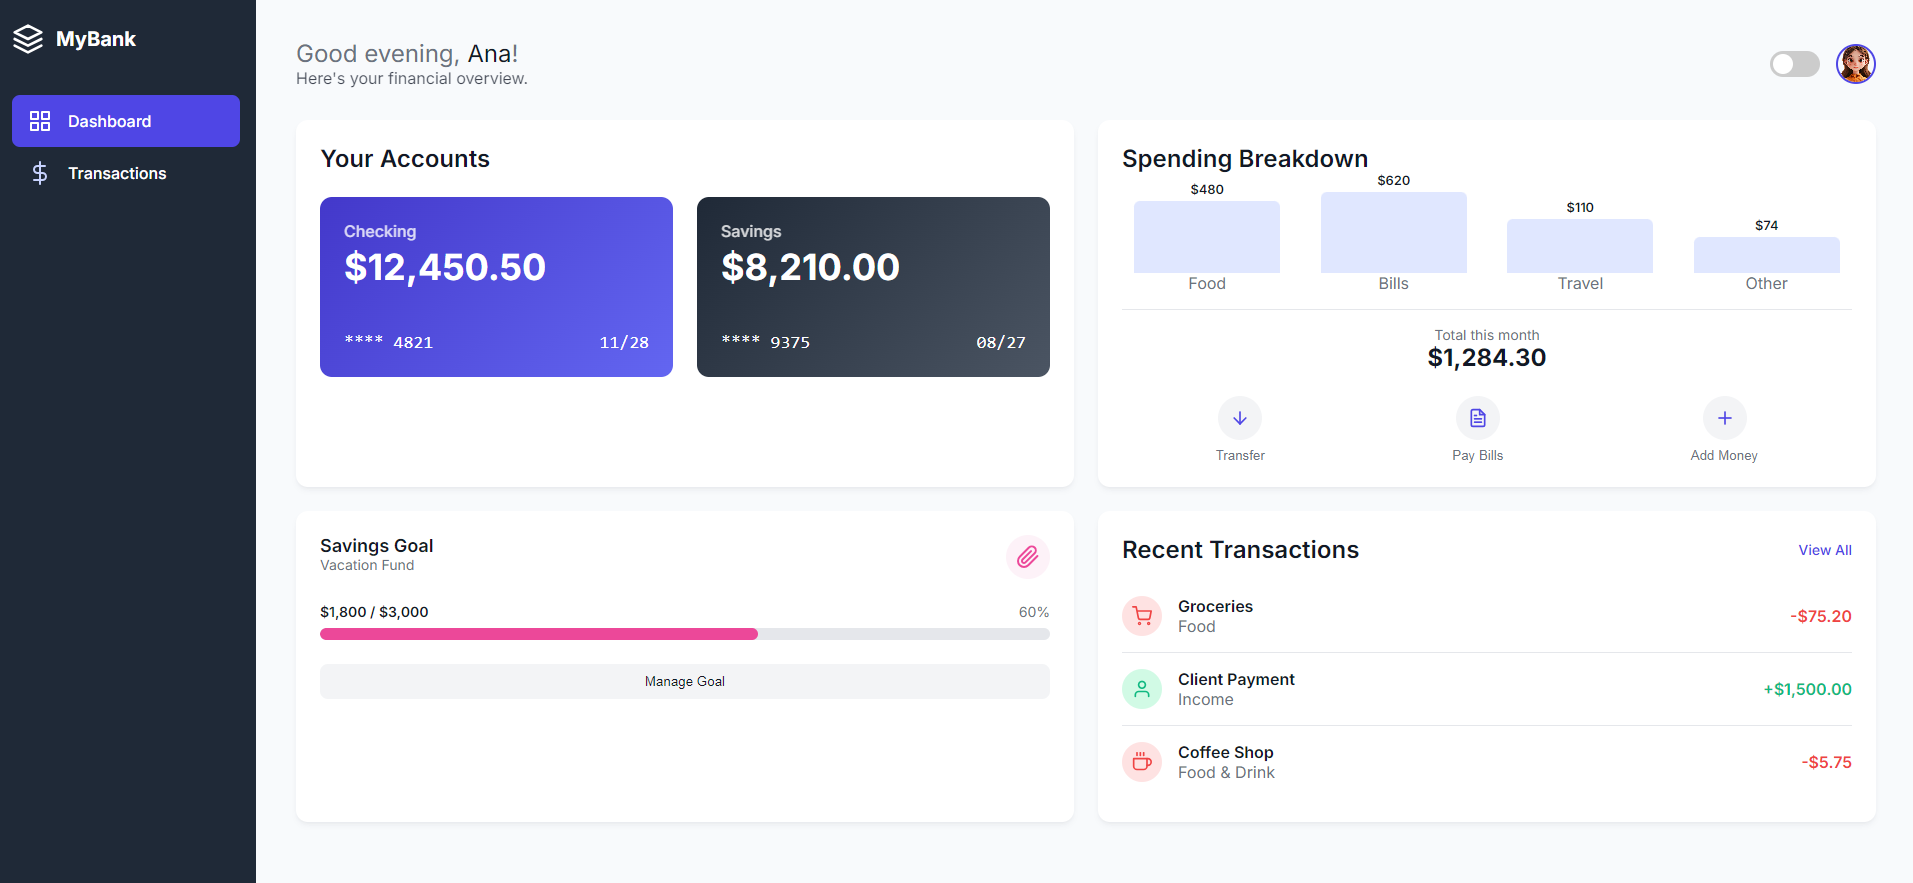 MyBank
Dashboard
Transactions
Good evening, Ana!
Here's your financial overview.
Your Accounts
Checking
$12,450.50
**** 4821 11/28
Savings
$8,210.00
**** 9375 08/27
Spending Breakdown
$480
Food
$620
Bills
$110
Travel
$74
Other
Total this month
$1,284.30
Transfer
Pay Bills
Add Money
Savings Goal
Vacation Fund
$1,800 / $3,000 60%
Manage Goal
Recent Transactions View All
Groceries
Food
-$75.20
Client Payment
Income
+$1,500.00
Coffee Shop
Food & Drink
-$5.75